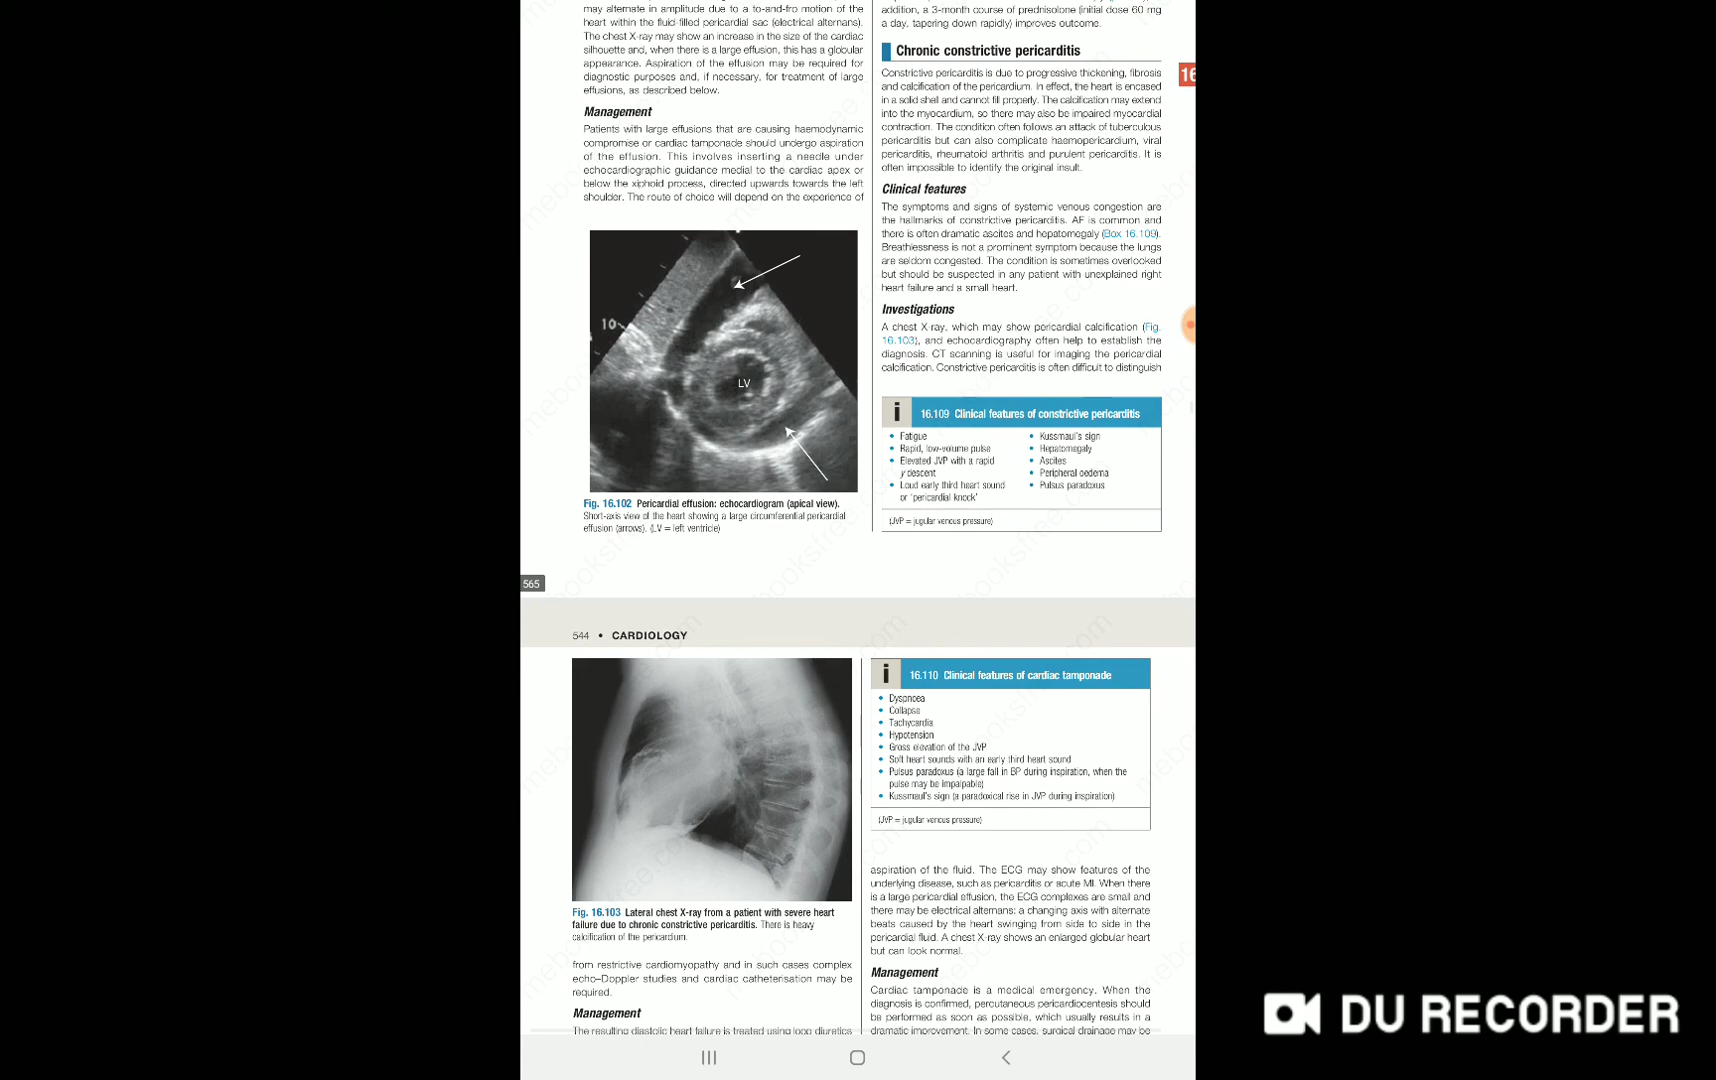 may alternate in amplitude due to a to-and-fro motion of the
heart within the fluid-filled pericardial sac (electrical alternans).
The chest X-ray may show an increase in the size of the cardiac
silhouette and, when there is a large effusion, this has a globular
appearance. Aspiration of the effusion may be required for
diagnostic purposes and, if necessary, for treatment of large
effusions, as described below.
Management
Patients with large effusions that are causing haemodynamic
compromise or cardiac tamponade should undergo aspiration
of the effusion. This involves inserting a needle under
echocardiographic guidance medial to the cardiac apex or
below the xiphoid process, directed upwards towards the left
shoulder. The route of choice will depend on the experience of
10
LV
Fig. 16.102 Pericardial effusion: echocardiogram (apical view).
Short-axis view of the heart showing a large circumferential pericardial
effusion (arrows). (LV = left ventricle)
addition, a 3-month course of prednisolone (initial dose 60 mg
a day, tapering down rapidly) improves outcome.
Chronic constrictive pericarditis
Constrictive pericarditis is due to progressive thickening, fibrosis
and calcification of the pericardium. In effect, the heart is encased
in a solid shell and cannot fill properly. The calcification may extend
into the myocardium, so there may also be impaired myocardial
contraction. The condition often follows an attack of tuberculous
pericarditis but can also complicate haemopericardium, viral
pericarditis, rheumatoid arthritis and purulent pericarditis. It is
often impossible to identify the original insult.
Clinical features
The symptoms and signs of systemic venous congestion are
the hallmarks of constrictive pericarditis. AF is common and
there is often dramatic ascites and hepatomegaly (Box 16.109).
Breathlessness is not a prominent symptom because the lungs
are seldom congested. The condition is sometimes overlooked
but should be suspected in any patient with unexplained right
heart failure and a small heart.
Investigations
A chest X-ray, which may show pericardial calcification (Fig.
16.103), and echocardiography often help to establish the
diagnosis. CT scanning is useful for imaging the pericardial
calcification. Constrictive pericarditis is often difficult to distinguish
i 16.109 Clinical features of constrictive pericarditis
• Fatigue
• Rapid, low-volume pulse
• Elevated JVP with a rapid
y descent
• Loud early third heart sound
or 'pericardial knock'
• Kussmaul's sign
• Hepatomegaly
• Ascites
• Peripheral oedema
• Pulsus paradoxus
(JVP = jugular venous pressure)
16
565
544 • CARDIOLOGY
Fig. 16.103 Lateral chest X-ray from a patient with severe heart
failure due to chronic constrictive pericarditis. There is heavy
calcification of the pericardium.
from restrictive cardiomyopathy and in such cases complex
echo–Doppler studies and cardiac catheterisation may be
required.
Management
The resulting diastolic heart failure is treated using loop diuretics
i 16.110 Clinical features of cardiac tamponade
• Dyspnoea
• Collapse
• Tachycardia
• Hypotension
• Gross elevation of the JVP
• Soft heart sounds with an early third heart sound
• Pulsus paradoxus (a large fall in BP during inspiration, when the
pulse may be impalpable)
• Kussmaul's sign (a paradoxical rise in JVP during inspiration)
(JVP = jugular venous pressure)
aspiration of the fluid. The ECG may show features of the
underlying disease, such as pericarditis or acute MI. When there
is a large pericardial effusion, the ECG complexes are small and
there may be electrical alternans: a changing axis with alternate
beats caused by the heart swinging from side to side in the
pericardial fluid. A chest X-ray shows an enlarged globular heart
but can look normal.
Management
Cardiac tamponade is a medical emergency. When the
diagnosis is confirmed, percutaneous pericardiocentesis should
be performed as soon as possible, which usually results in a
dramatic improvement. In some cases, surgical drainage may be
DU RECORDER